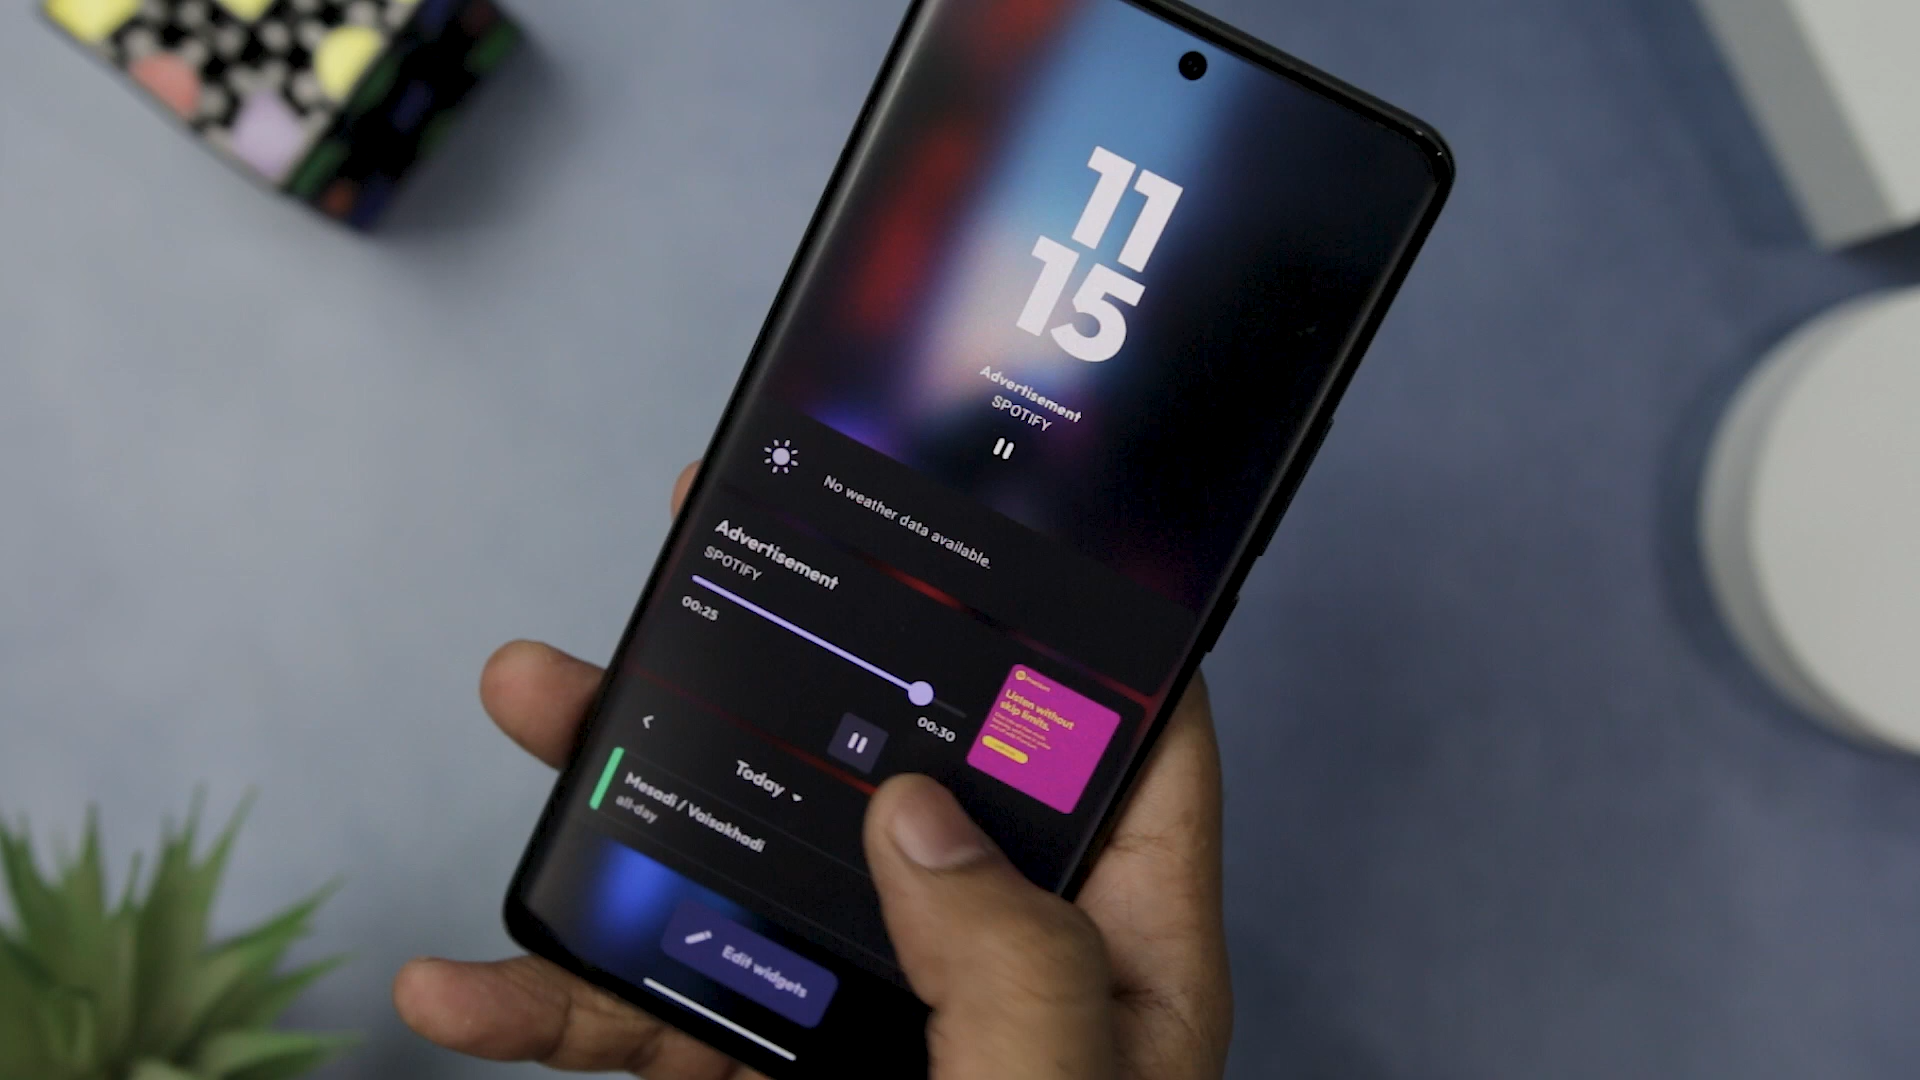 11
15
Advertisement
SPOTIFY
No weather data available.
Advertisement
SPOTIFY
00:25
00:30
Premium
Listen without
skip limits.
Today
Mesadi / Vaisakhadi
all-day
Edit widgets